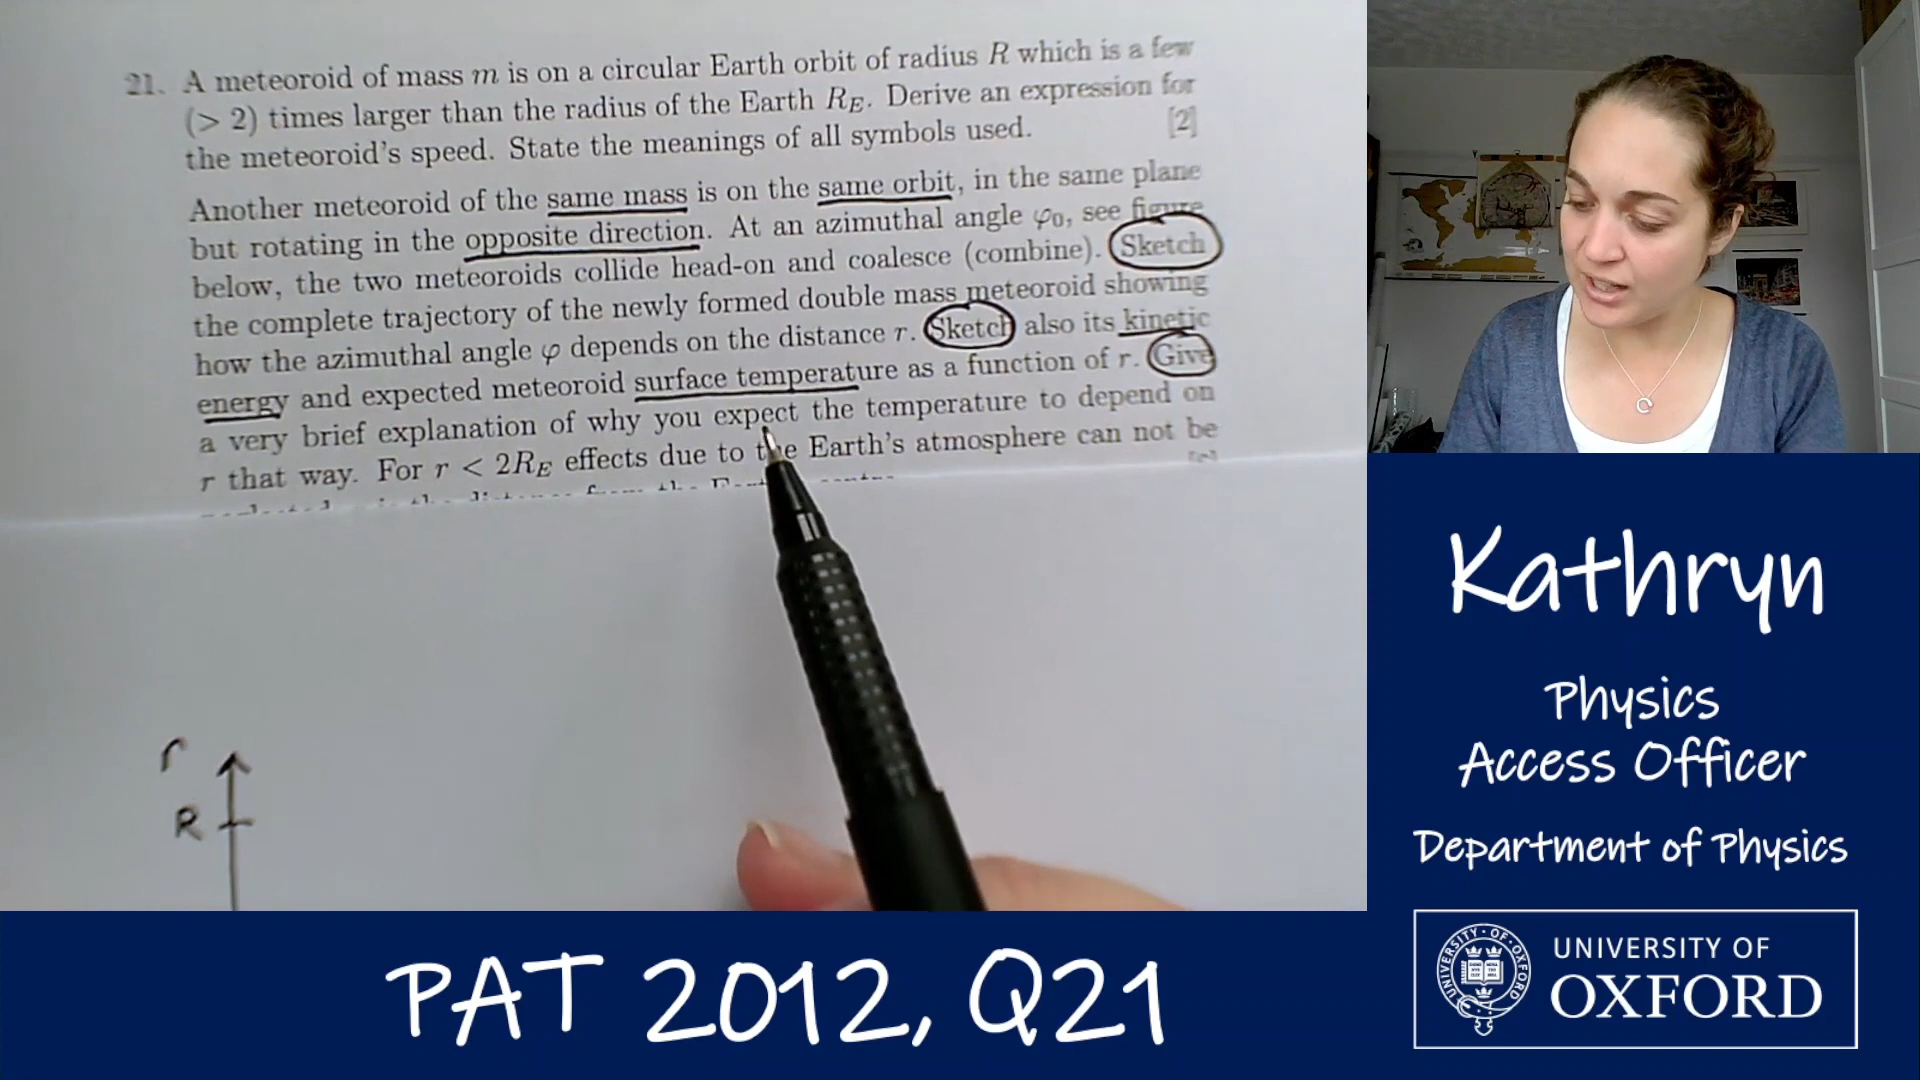 21. A meteoroid of mass m is on a circular Earth orbit of radius R which is a few
(> 2) times larger than the radius of the Earth R_E. Derive an expression for
the meteoroid's speed. State the meanings of all symbols used. [2]
Another meteoroid of the same mass is on the same orbit, in the same plane
but rotating in the opposite direction. At an azimuthal angle φ₀, see figure
below, the two meteoroids collide head-on and coalesce (combine). Sketch
the complete trajectory of the newly formed double mass meteoroid showing
how the azimuthal angle φ depends on the distance r. Sketch also its kinetic
energy and expected meteoroid surface temperature as a function of r. Give
a very brief explanation of why you expect the temperature to depend on
r that way. For r < 2R_E effects due to the Earth's atmosphere can not be
r
R
Kathryn
Physics
Access Officer
Department of Physics
UNIVERSITY OF
OXFORD
PAT 2012, Q21